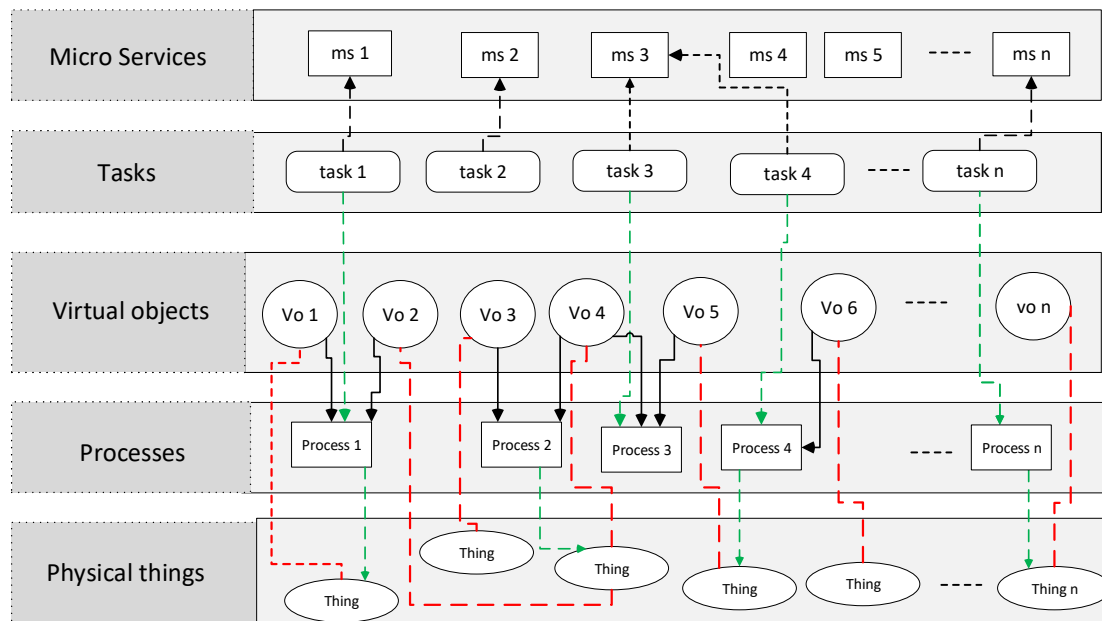 Micro Services
ms 1
ms 2
ms 3
ms 4
ms 5
ms n
Tasks
task 1
task 2
task 3
task 4
task n
Virtual objects
Vo 1
Vo 2
Vo 3
Vo 4
Vo 5
Vo 6
vo n
Processes
Process 1
Process 2
Process 3
Process 4
Process n
Physical things
Thing
Thing
Thing
Thing
Thing
Thing n